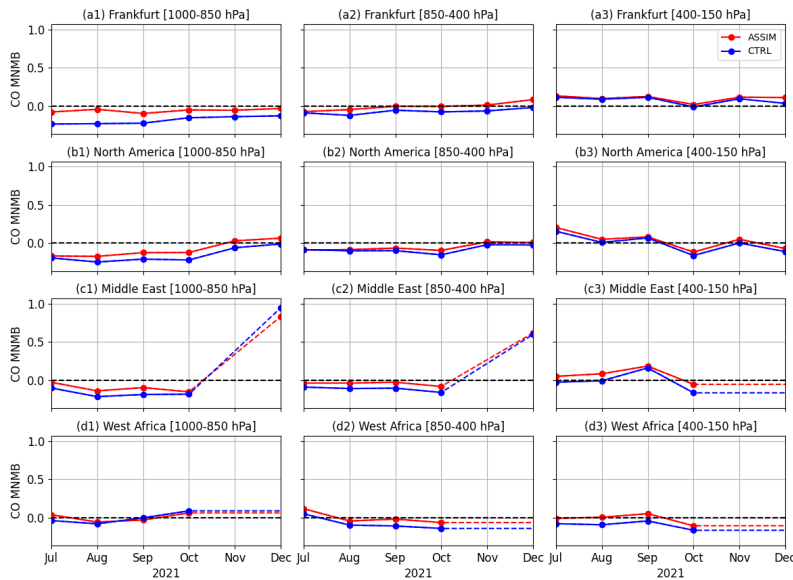 (a1) Frankfurt [1000-850 hPa]
(a2) Frankfurt [850-400 hPa]
(a3) Frankfurt [400-150 hPa]
1.0
0.5
0.0
CO MNMB
ASSIM
CTRL
(b1) North America [1000-850 hPa]
(b2) North America [850-400 hPa]
(b3) North America [400-150 hPa]
1.0
0.5
0.0
CO MNMB
(c1) Middle East [1000-850 hPa]
(c2) Middle East [850-400 hPa]
(c3) Middle East [400-150 hPa]
1.0
0.5
0.0
CO MNMB
(d1) West Africa [1000-850 hPa]
(d2) West Africa [850-400 hPa]
(d3) West Africa [400-150 hPa]
1.0
0.5
0.0
CO MNMB
Jul Aug Sep Oct Nov Dec
Jul Aug Sep Oct Nov Dec
Jul Aug Sep Oct Nov Dec
2021
2021
2021